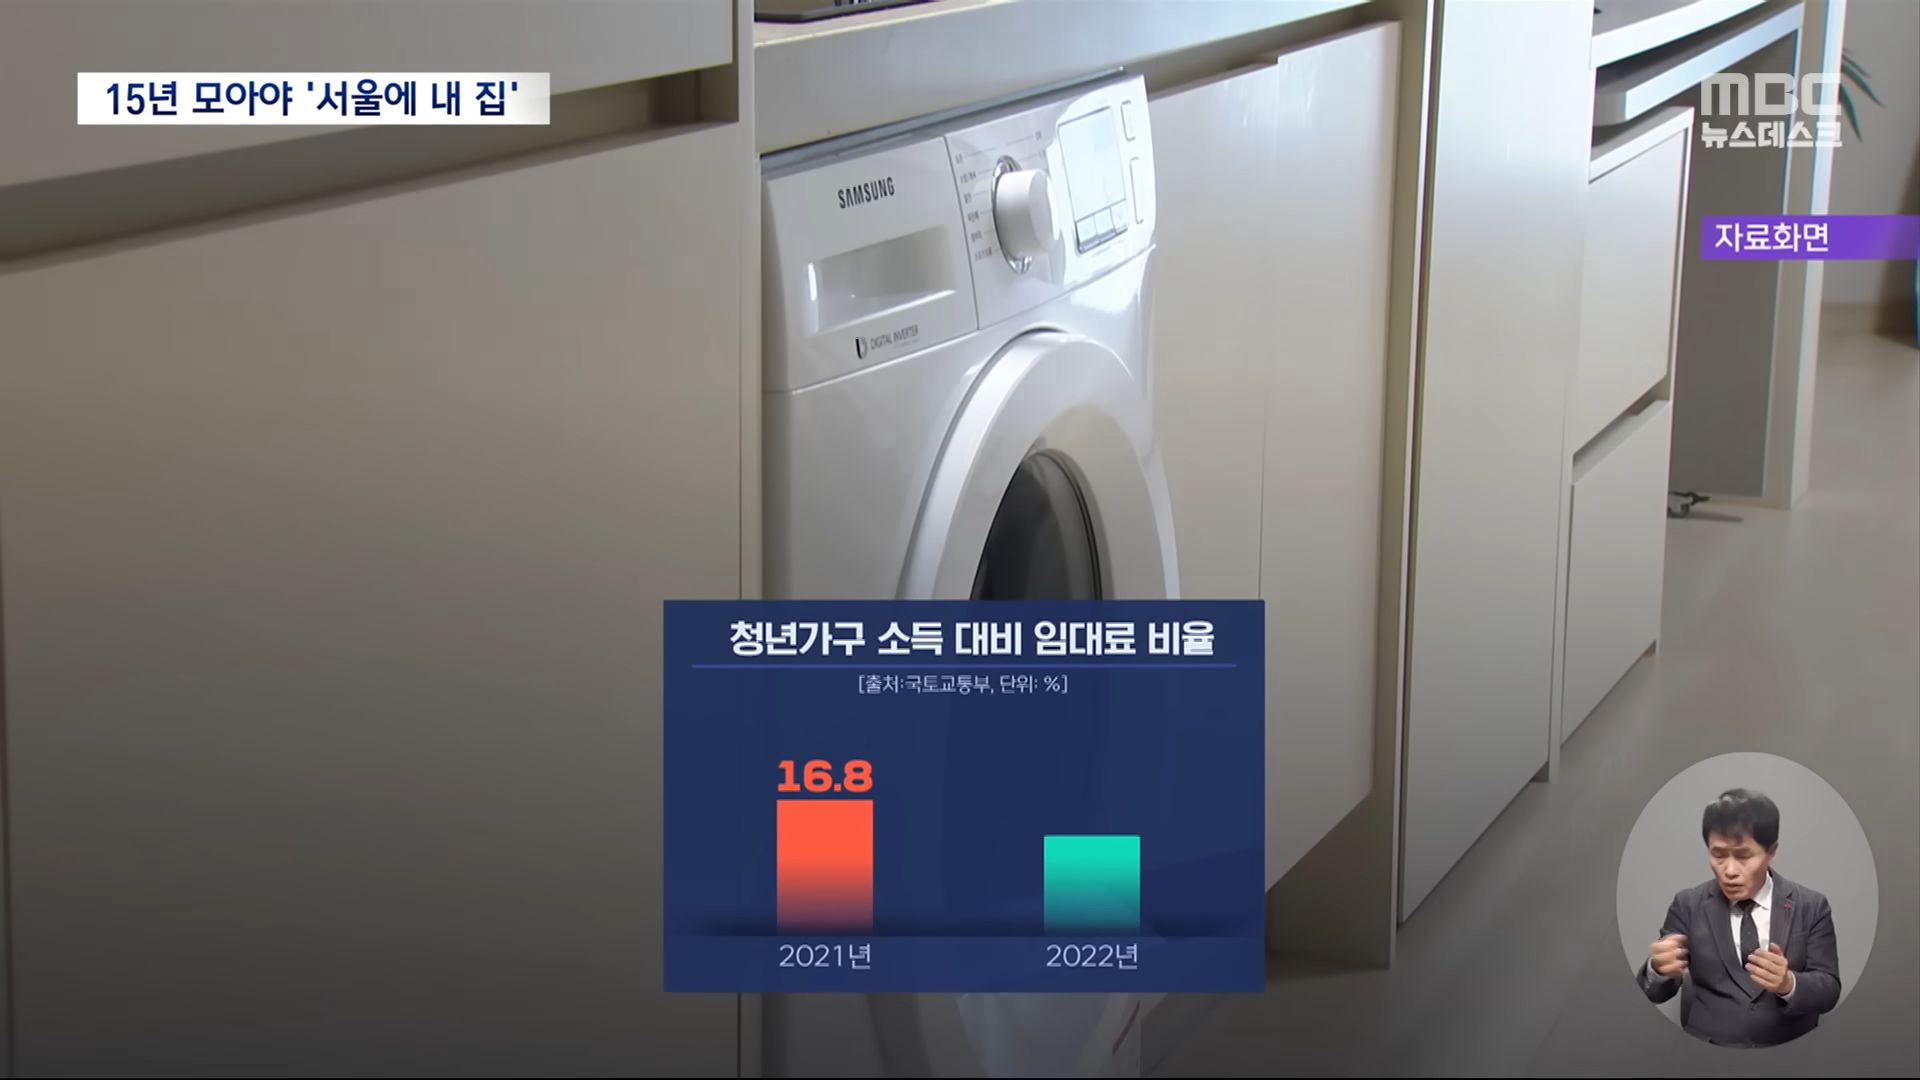 15년 모아야 '서울에 내 집'
MBC
뉴스데스크
자료화면
SAMSUNG
DIGITAL INVERTER
청년가구 소득 대비 임대료 비율
[출처:국토교통부, 단위: %]
16.8
2021년
2022년